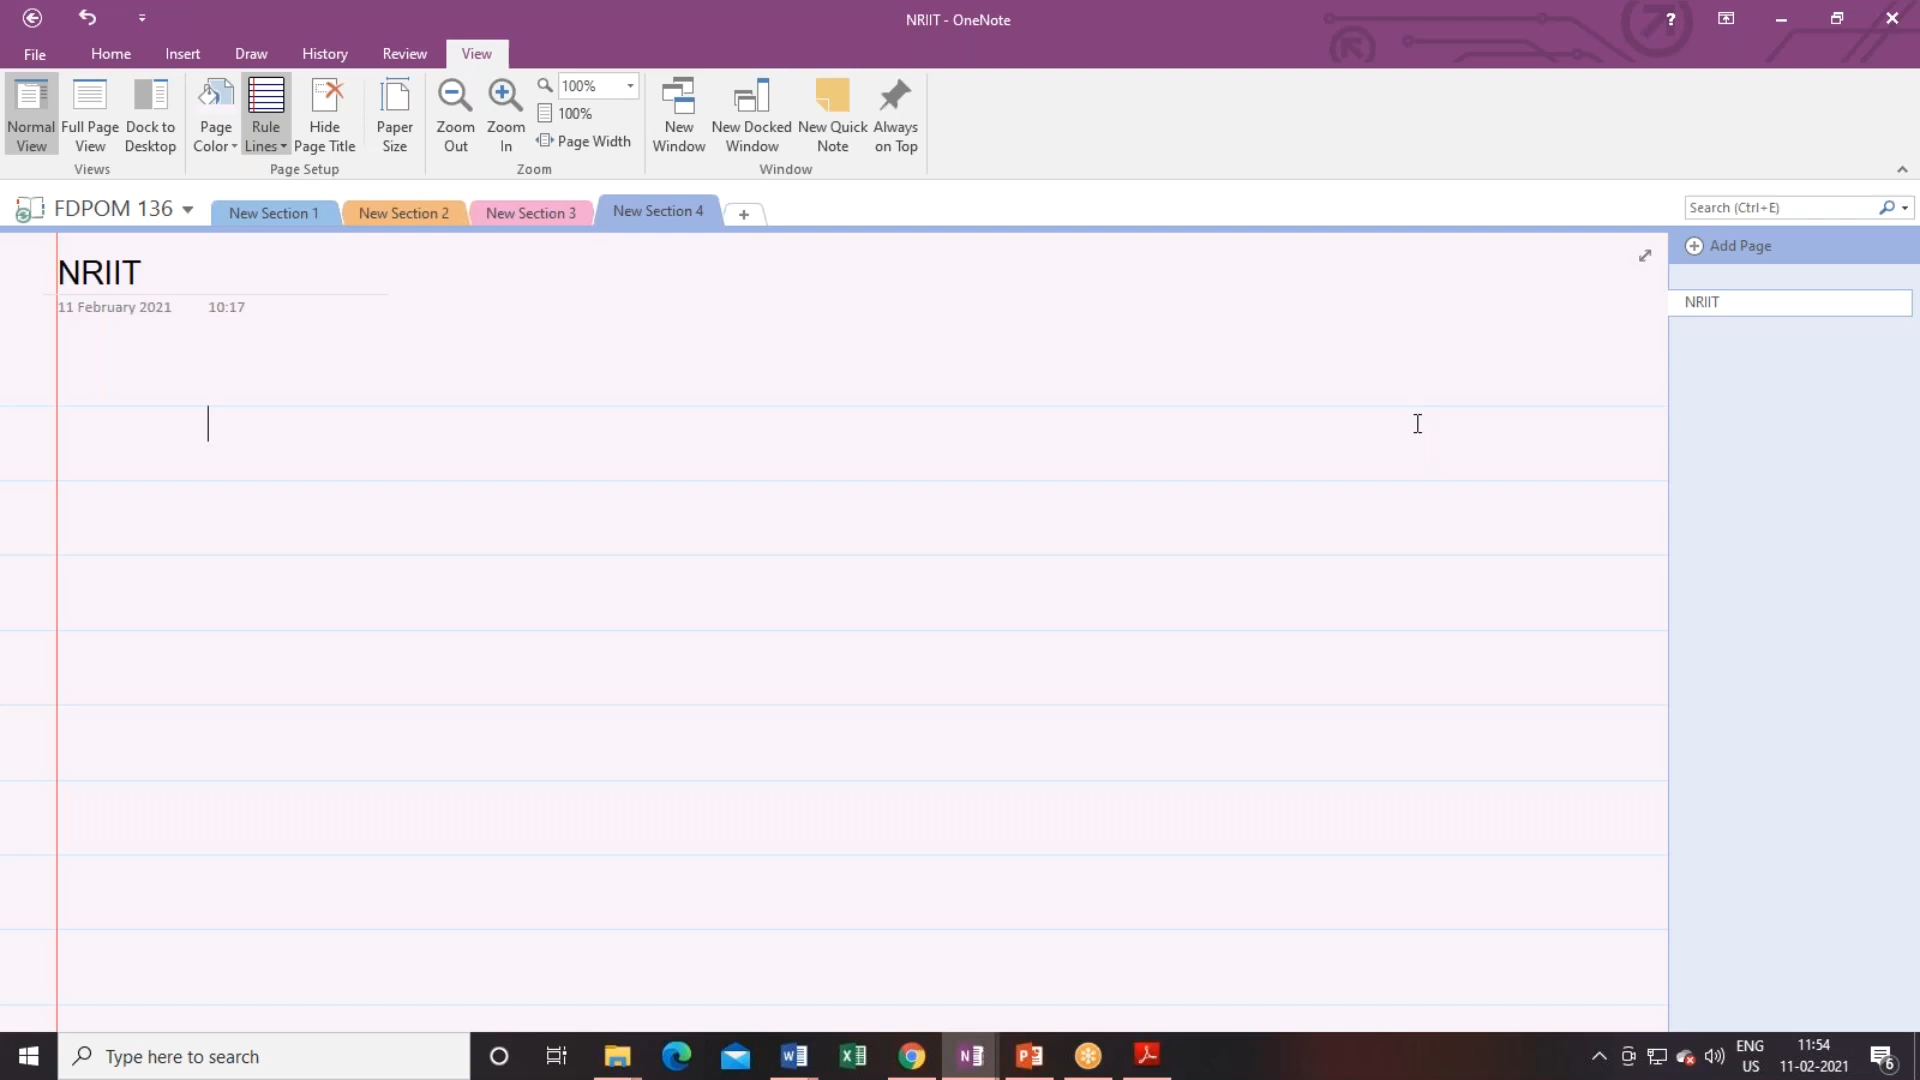 NRIIT - OneNote
?
File Home Insert Draw History Review View
Normal View
Full Page View
Dock to Desktop
Page Color
Rule Lines
Hide Page Title
Paper Size
Zoom Out
Zoom In
100%
100%
Page Width
New Window
New Docked Window
New Quick Note
Always on Top
Views Page Setup Zoom Window
FDPOM 136
New Section 1 New Section 2 New Section 3 New Section 4 +
Search (Ctrl+E)
Add Page
NRIIT
NRIIT
11 February 2021 10:17
Type here to search
ENG
US
11:54
11-02-2021
6